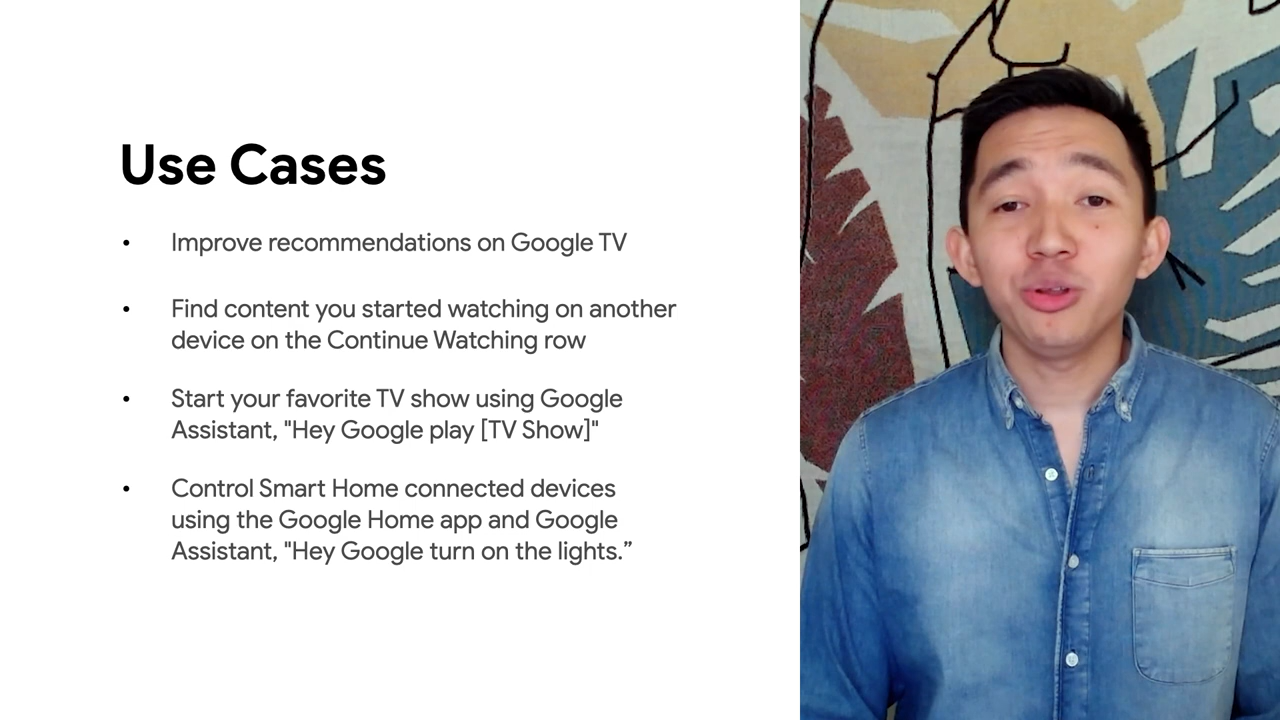 Use Cases
• Improve recommendations on Google TV
• Find content you started watching on another
device on the Continue Watching row
• Start your favorite TV show using Google
Assistant, "Hey Google play [TV Show]"
• Control Smart Home connected devices
using the Google Home app and Google
Assistant, "Hey Google turn on the lights.”